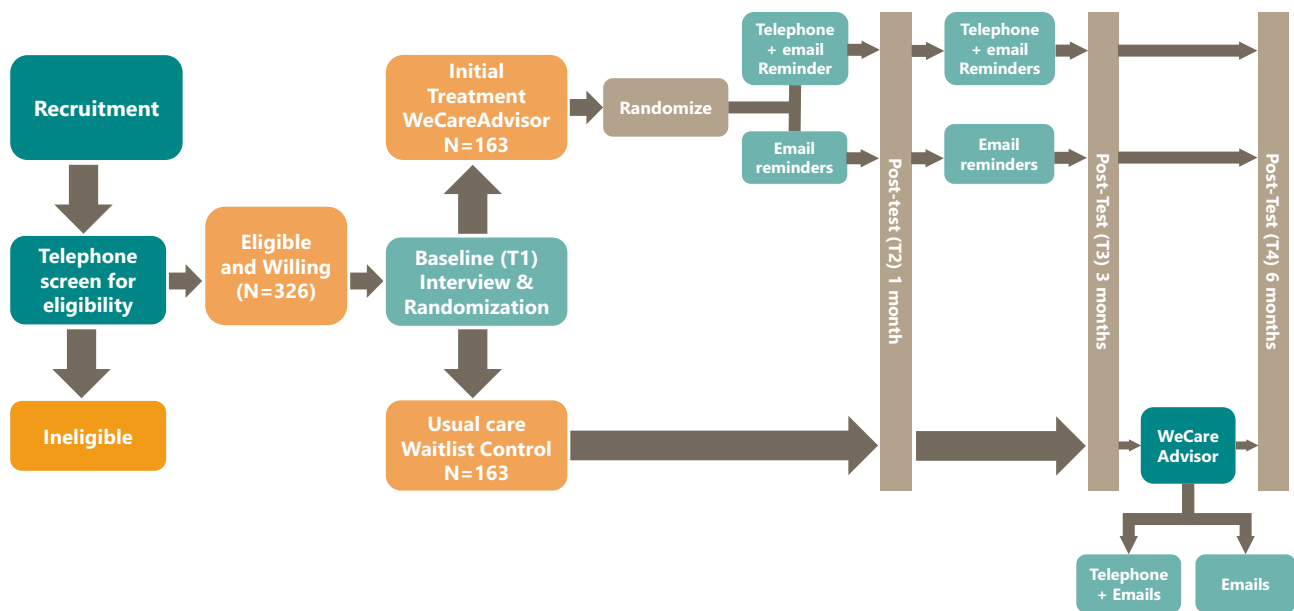 Recruitment
Telephone
screen for
eligibility
Ineligible
Eligible
and Willing
(N=326)
Initial
Treatment
WeCareAdvisor
N=163
Baseline (T1)
Interview &
Randomization
Usual care
Waitlist Control
N=163
Randomize
Telephone
+ email
Reminder
Email
reminders
Post-test (T2) 1 month
Telephone
+ email
Reminders
Email
reminders
Post-Test (T3) 3 months
WeCare
Advisor
Telephone
+ Emails
Emails
Post-Test (T4) 6 months